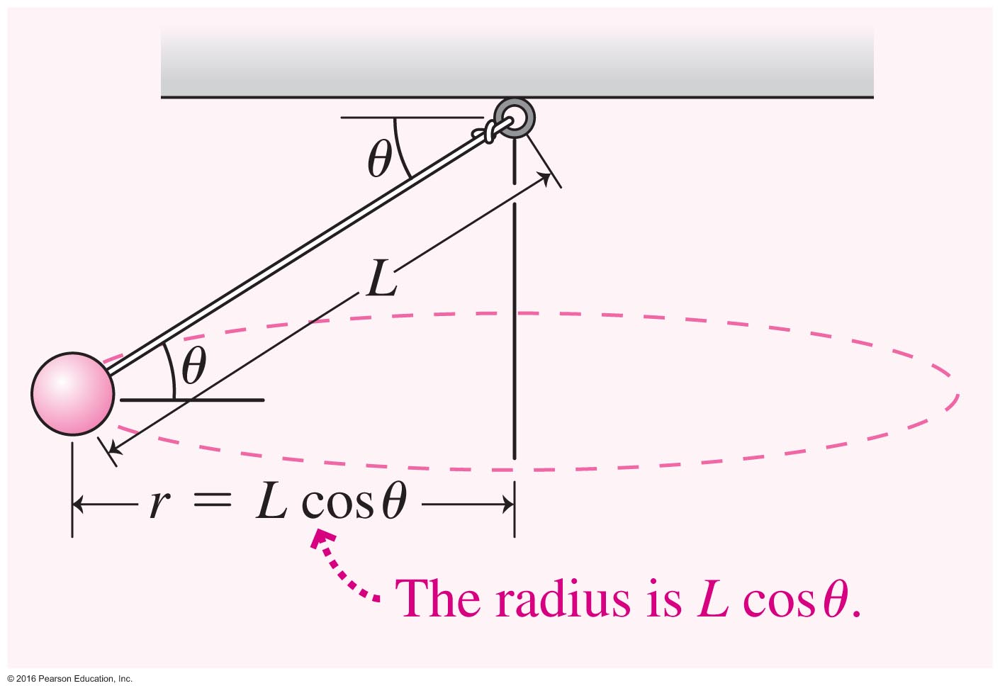 θ
L
θ
r = L cos θ
The radius is L cos θ.
© 2016 Pearson Education, Inc.